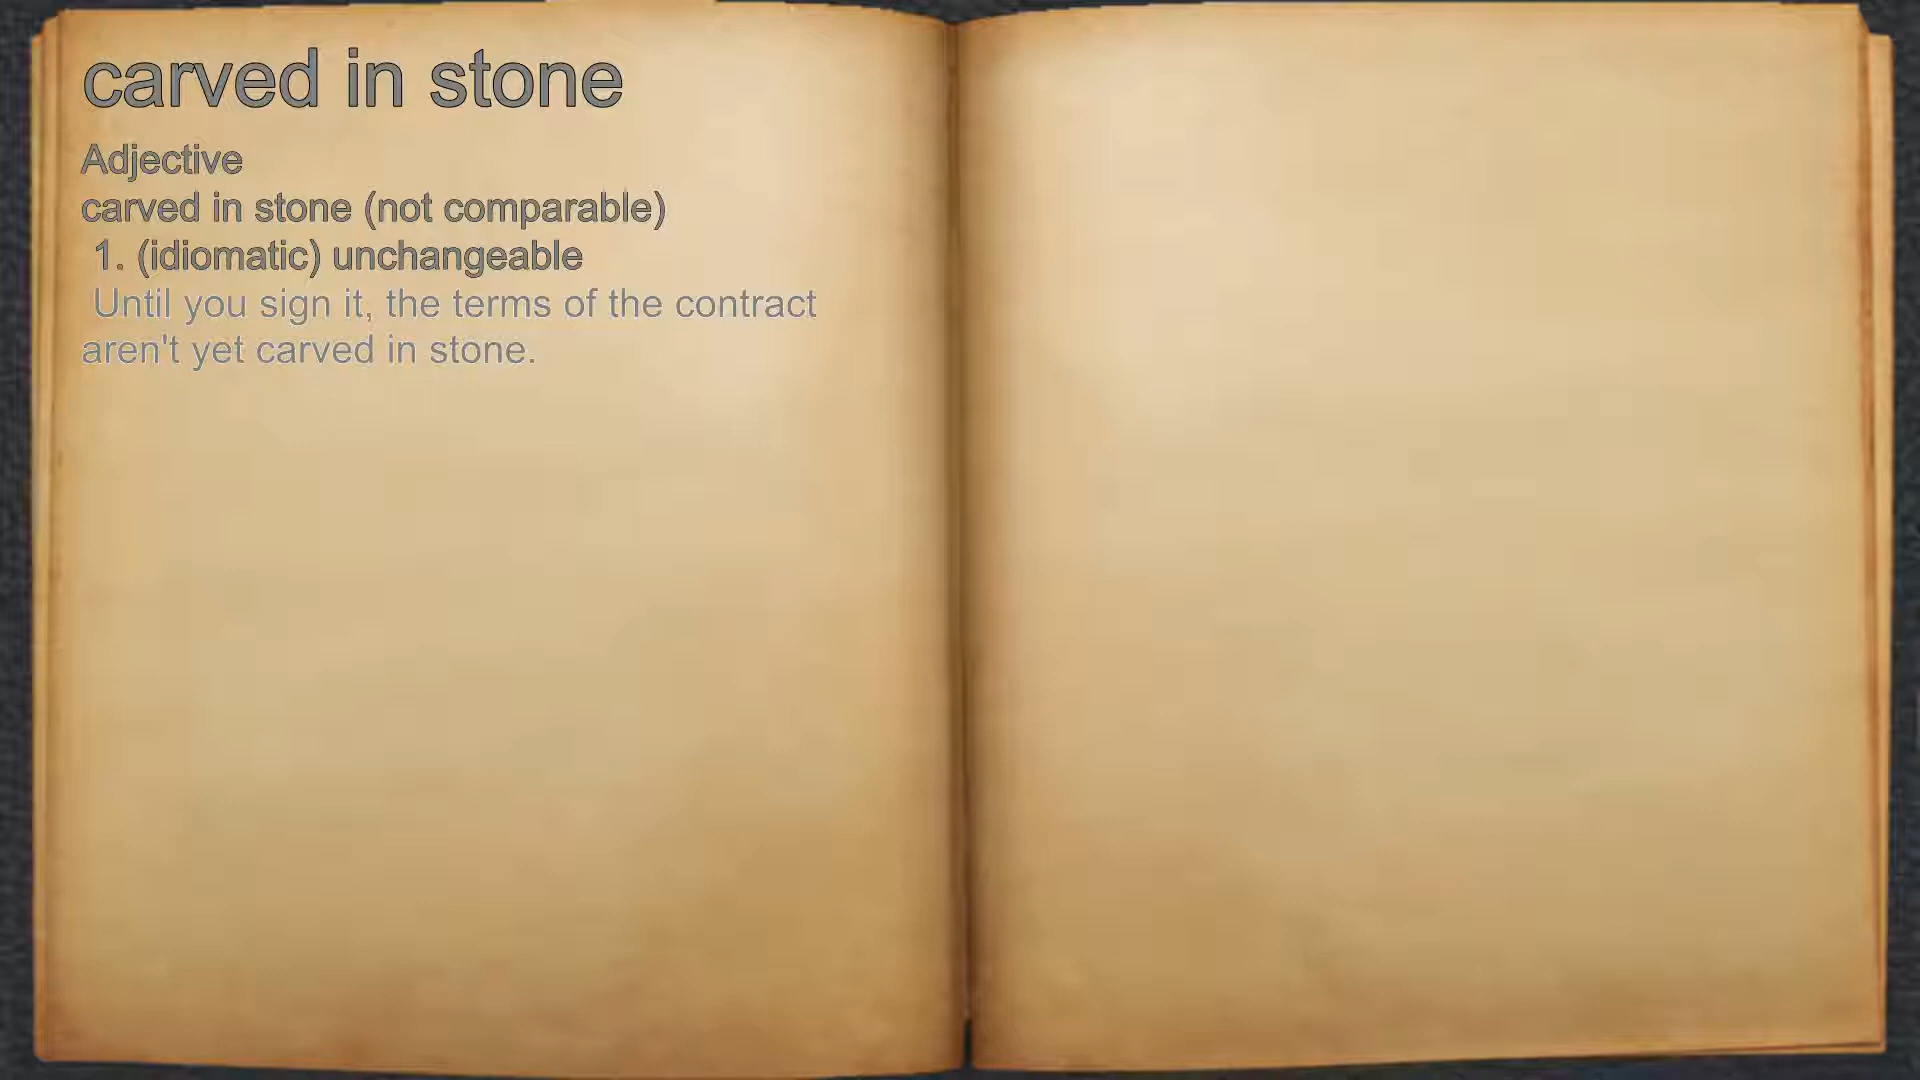 carved in stone
Adjective
carved in stone (not comparable)
1. (idiomatic) unchangeable
Until you sign it, the terms of the contract
aren't yet carved in stone.